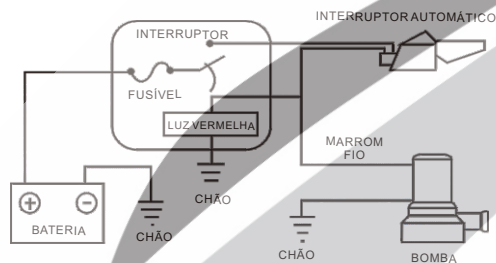 INTERRUPTOR AUTOMÁTICO
INTERRUPTOR
FUSÍVEL
LUZ VERMELHA
MARROM
FIO
CHÃO
BATERIA
CHÃO
CHÃO
BOMBA